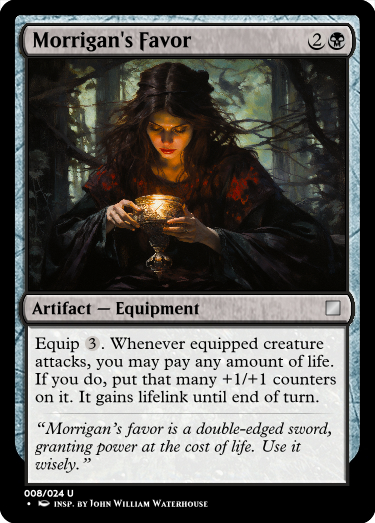 Morrigan's Favor 2
Artifact — Equipment
Equip 3. Whenever equipped creature
attacks, you may pay any amount of life.
If you do, put that many +1/+1 counters
on it. It gains lifelink until end of turn.
“Morrigan’s favor is a double-edged sword,
granting power at the cost of life. Use it
wisely.”
008/024 U
• insp. by John William Waterhouse